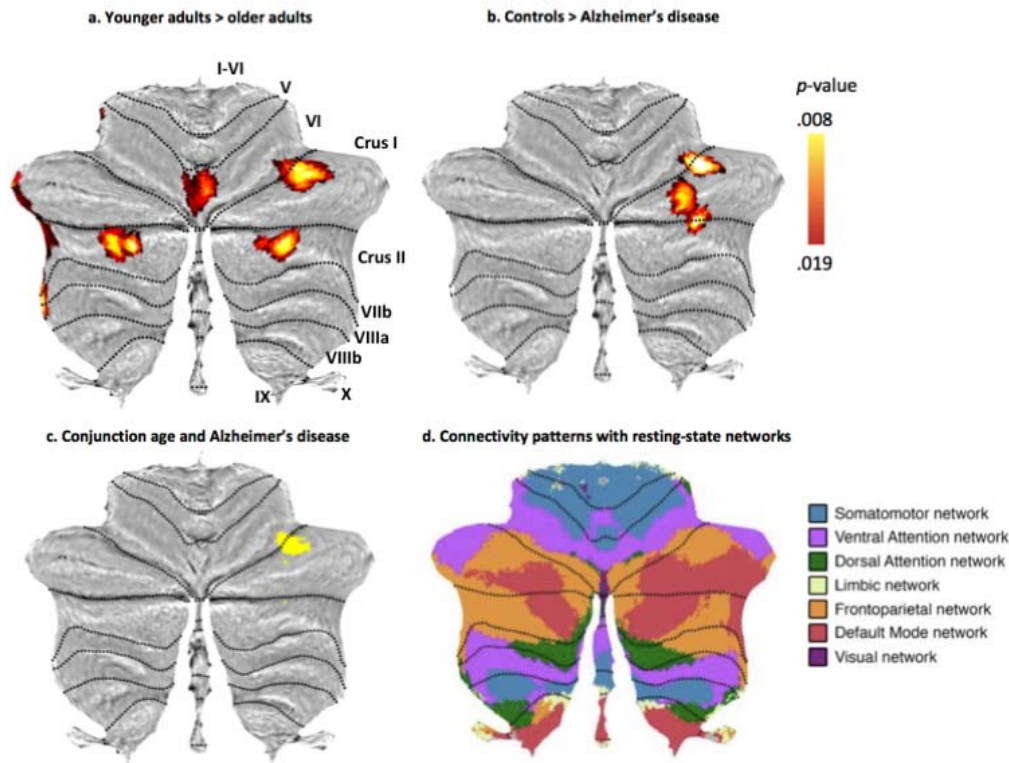 a. Younger adults > older adults
b. Controls > Alzheimer's disease
I-VI
V
VI
Crus I
Crus II
VIIb
VIIIa
VIIIb
IX
X
p-value
.008
.019
c. Conjunction age and Alzheimer's disease
d. Connectivity patterns with resting-state networks
Somatomotor network
Ventral Attention network
Dorsal Attention network
Limbic network
Frontoparietal network
Default Mode network
Visual network